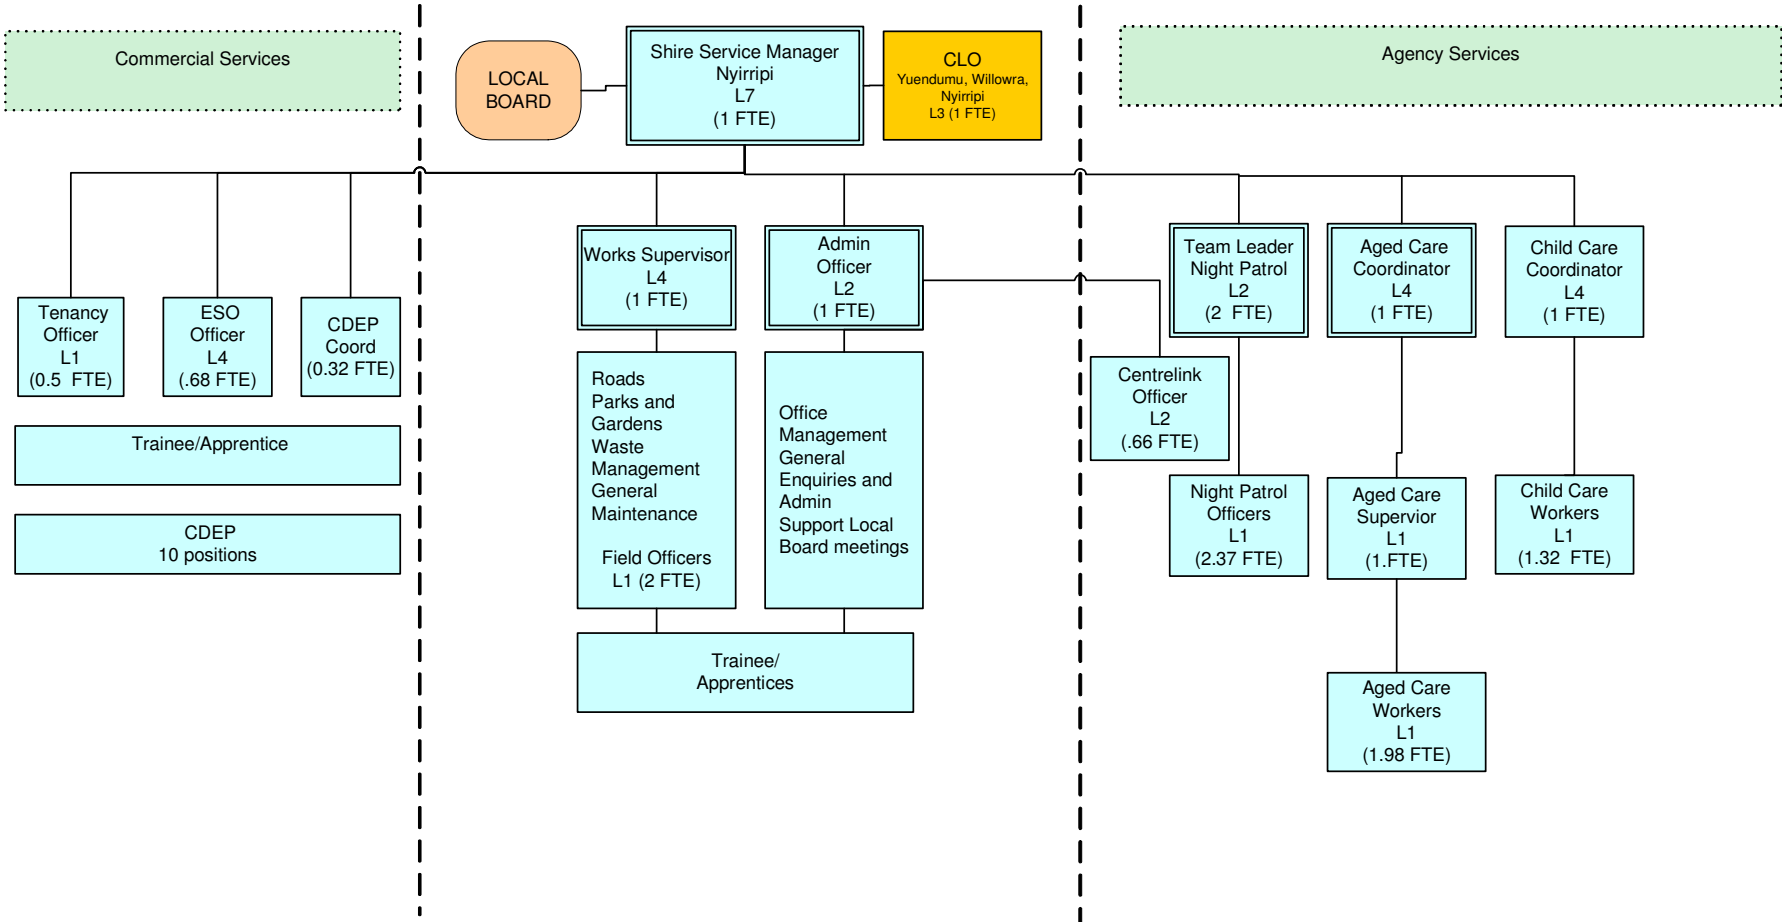 Commercial Services
LOCAL
BOARD
Shire Service Manager
Nyirripi
L7
(1 FTE)
CLO
Yuendumu, Willowra,
Nyirripi
L3 (1 FTE)
Agency Services
Tenancy
Officer
L1
(0.5 FTE)
ESO
Officer
L4
(.68 FTE)
CDEP
Coord
(0.32 FTE)
Trainee/Apprentice
CDEP
10 positions
Works Supervisor
L4
(1 FTE)
Admin
Officer
L2
(1 FTE)
Roads
Parks and
Gardens
Waste
Management
General
Maintenance
Field Officers
L1 (2 FTE)
Office
Management
General
Enquiries and
Admin
Support Local
Board meetings
Trainee/
Apprentices
Centrelink
Officer
L2
(.66 FTE)
Team Leader
Night Patrol
L2
(2 FTE)
Aged Care
Coordinator
L4
(1 FTE)
Child Care
Coordinator
L4
(1 FTE)
Night Patrol
Officers
L1
(2.37 FTE)
Aged Care
Supervior
L1
(1.FTE)
Child Care
Workers
L1
(1.32 FTE)
Aged Care
Workers
L1
(1.98 FTE)